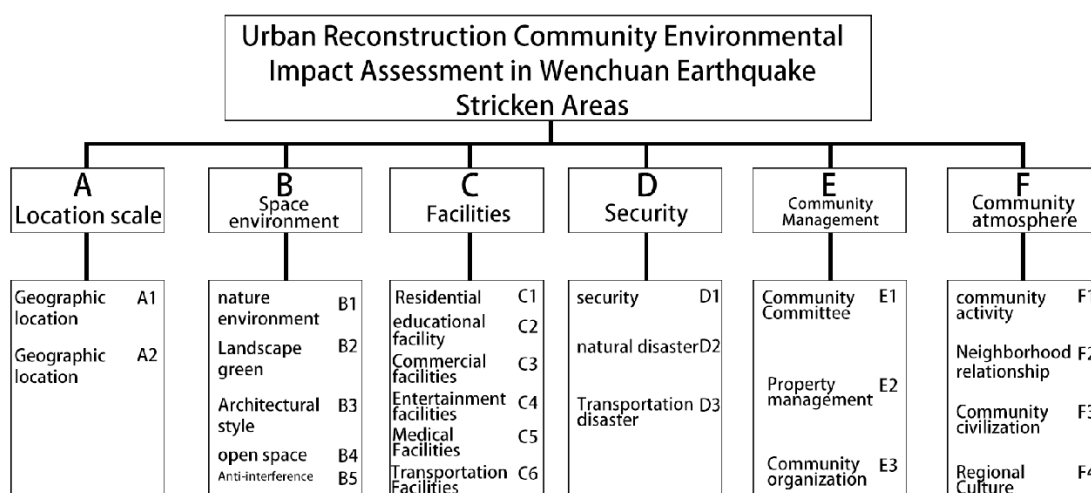 Urban Reconstruction Community Environmental
Impact Assessment in Wenchuan Earthquake
Stricken Areas
A
Location scale
B
Space
environment
C
Facilities
D
Security
E
Community
Management
F
Community
atmosphere
Geographic A1
location
Geographic A2
location
nature
environment B1
Landscape B2
green
Architectural B3
style
open space B4
Anti-interference B5
Residential C1
educational C2
facility
Commercial C3
facilities
Entertainment C4
facilities
Medical C5
Facilities
Transportation C6
Facilities
security D1
natural disaster D2
Transportation D3
disaster
Community E1
Committee
Property E2
management
Community E3
organization
community F1
activity
Neighborhood F2
relationship
Community F3
civilization
Regional F4
Culture